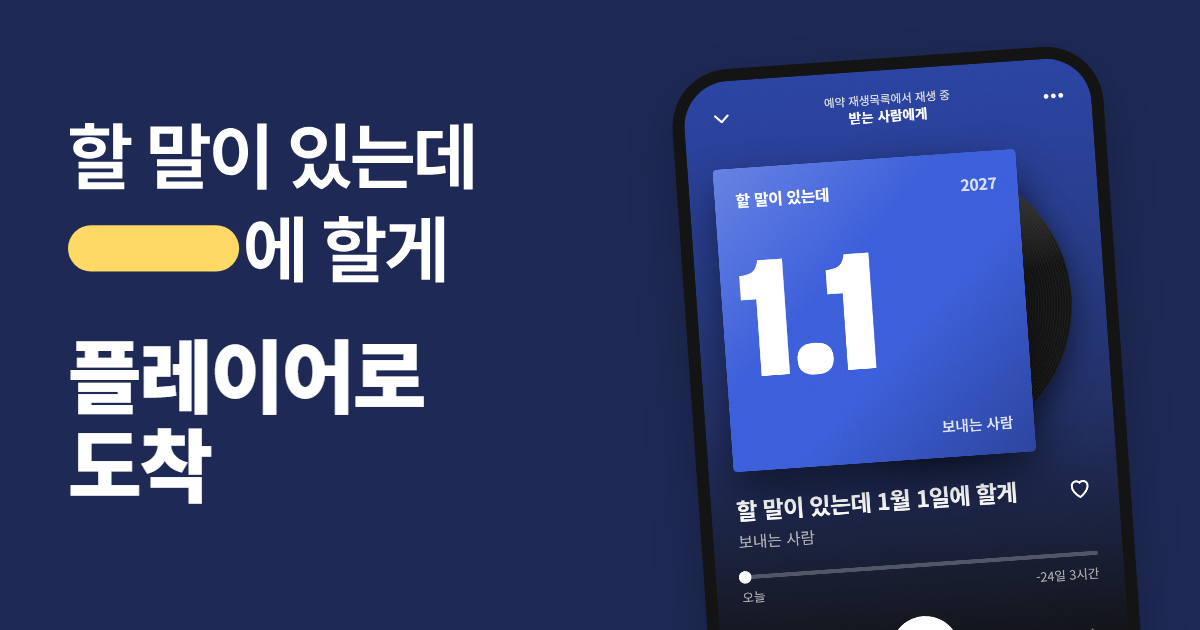 할 말이 있는데
에 할게
플레이어로
도착
예약 재생목록에서 재생 중
받는 사람에게
할 말이 있는데
2027
1.1
보내는 사람
할 말이 있는데 1월 1일에 할게
보내는 사람
오늘
-24일 3시간